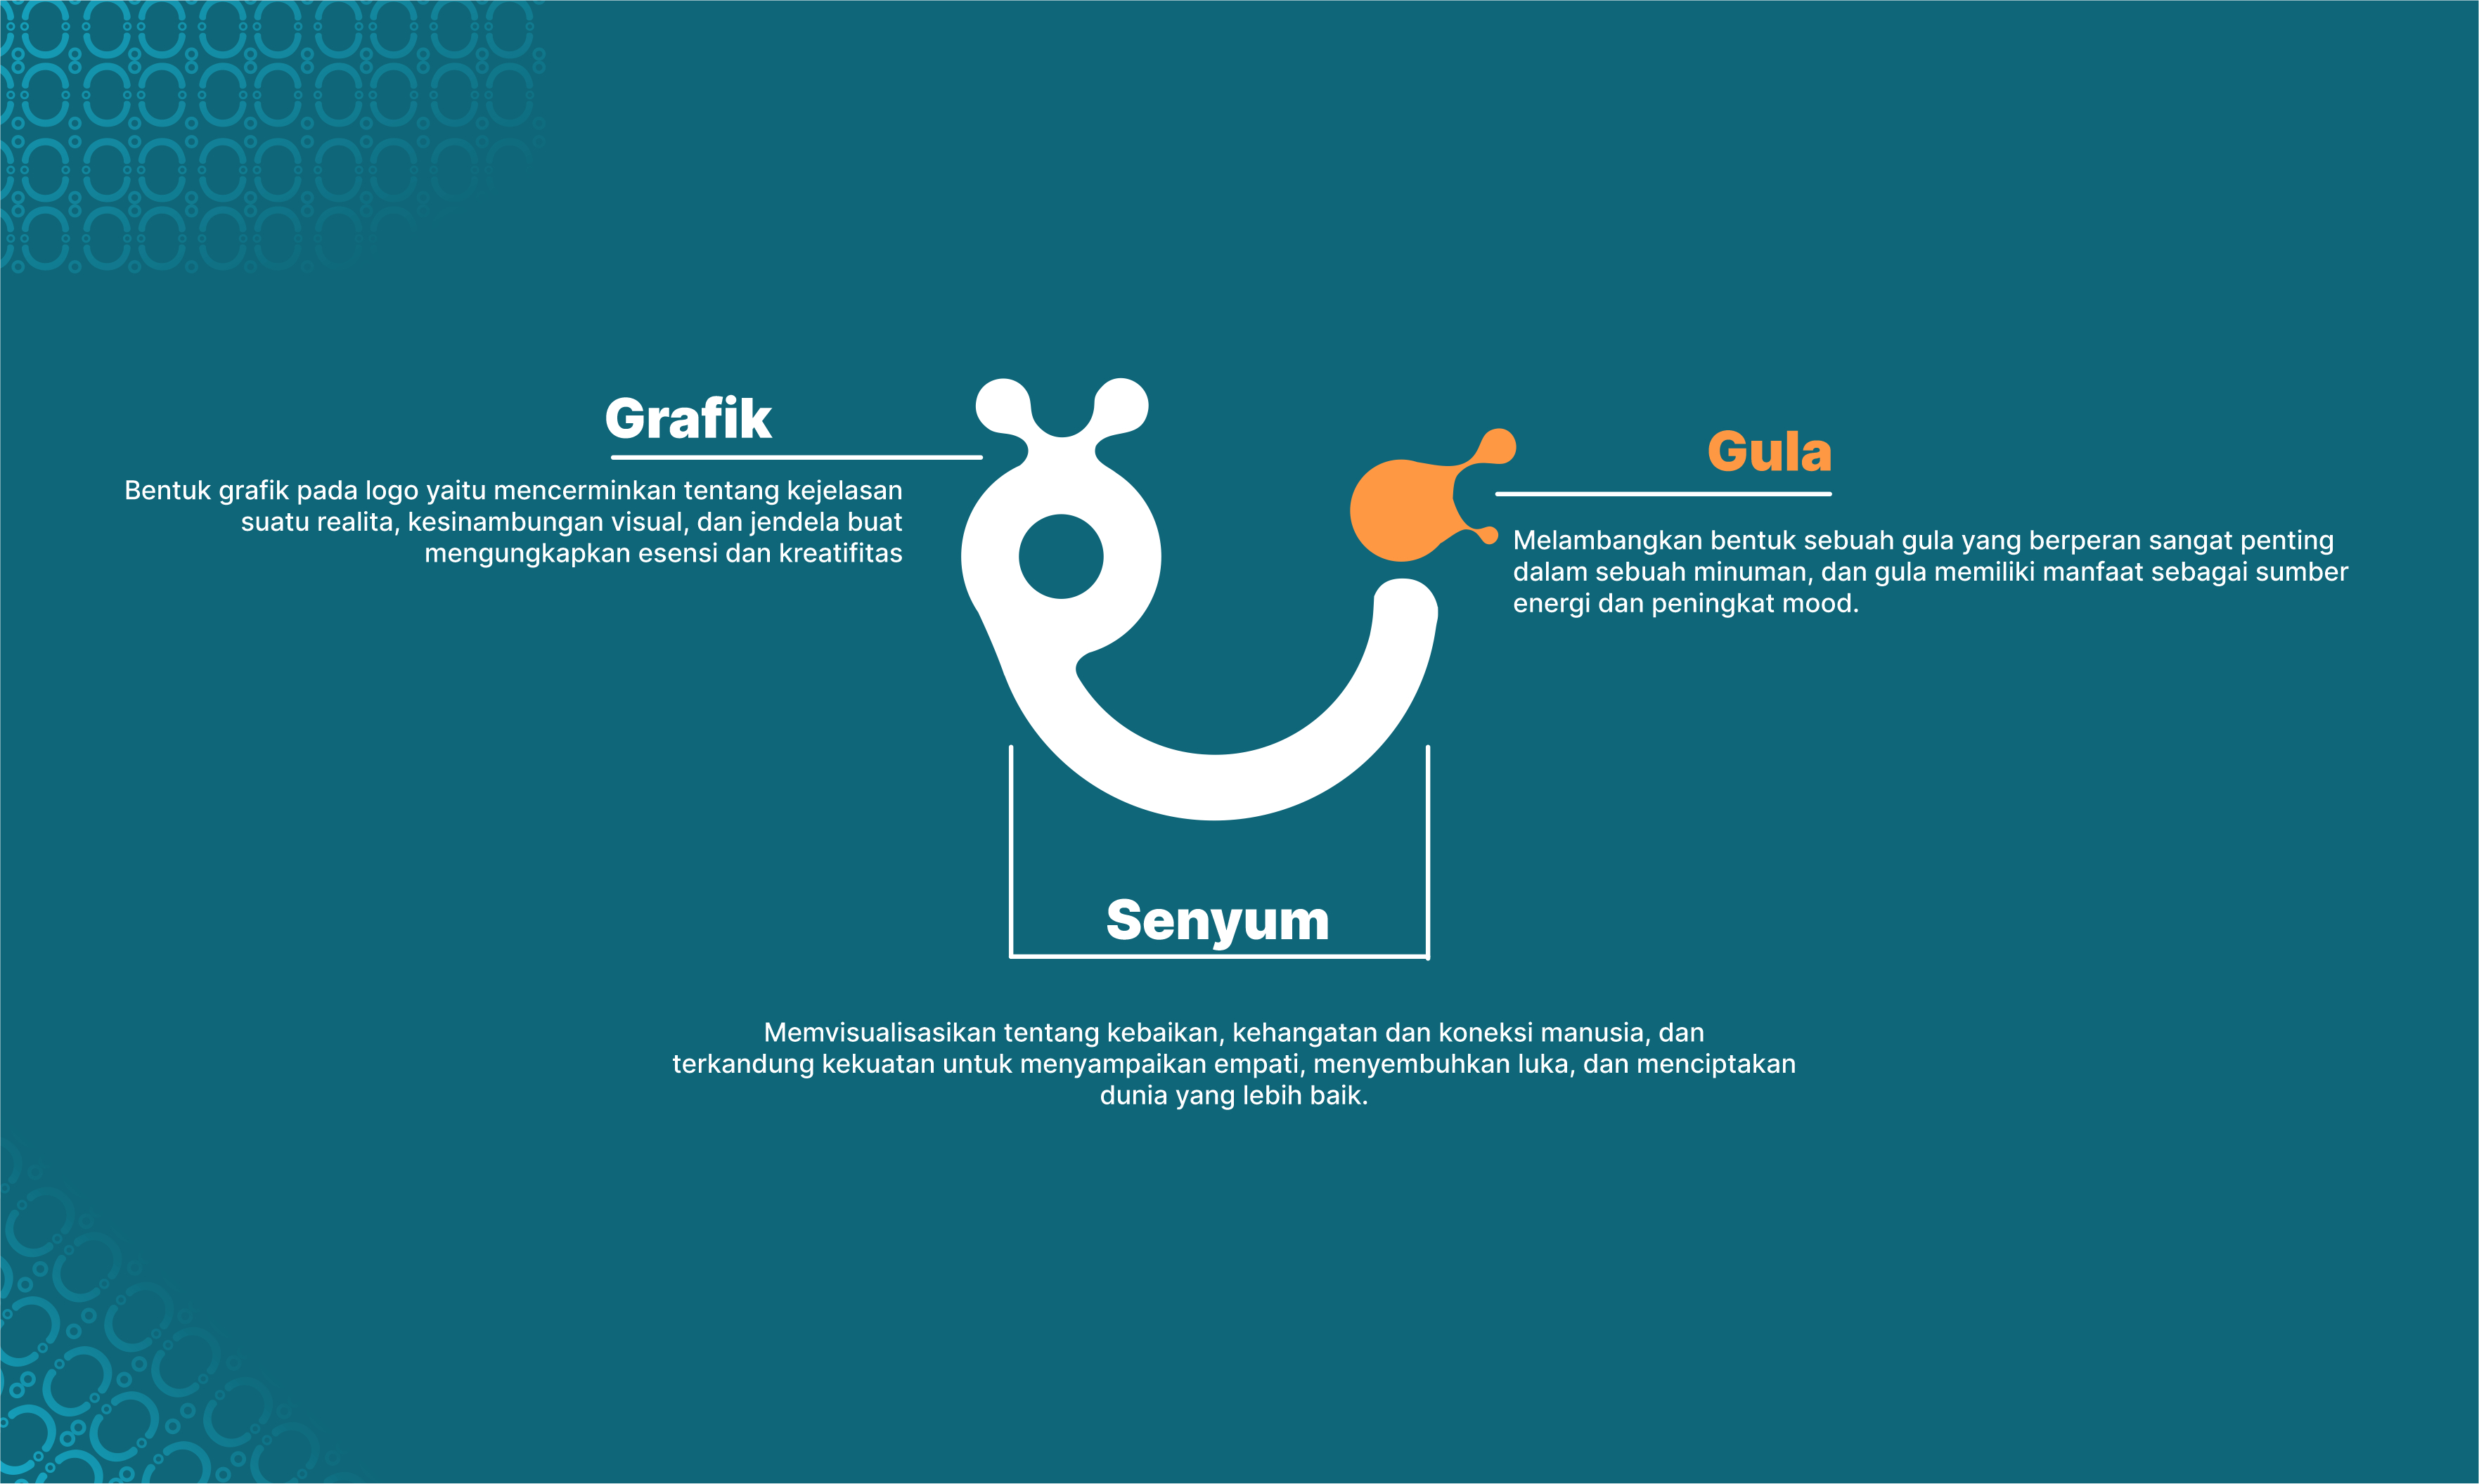 Grafik
Bentuk grafik pada logo yaitu mencerminkan tentang kejelasan
suatu realita, kesinambungan visual, dan jendela buat
mengungkapkan esensi dan kreatifitas
Gula
Melambangkan bentuk sebuah gula yang berperan sangat penting
dalam sebuah minuman, dan gula memiliki manfaat sebagai sumber
energi dan peningkat mood.
Senyum
Memvisualisasikan tentang kebaikan, kehangatan dan koneksi manusia, dan
terkandung kekuatan untuk menyampaikan empati, menyembuhkan luka, dan menciptakan
dunia yang lebih baik.